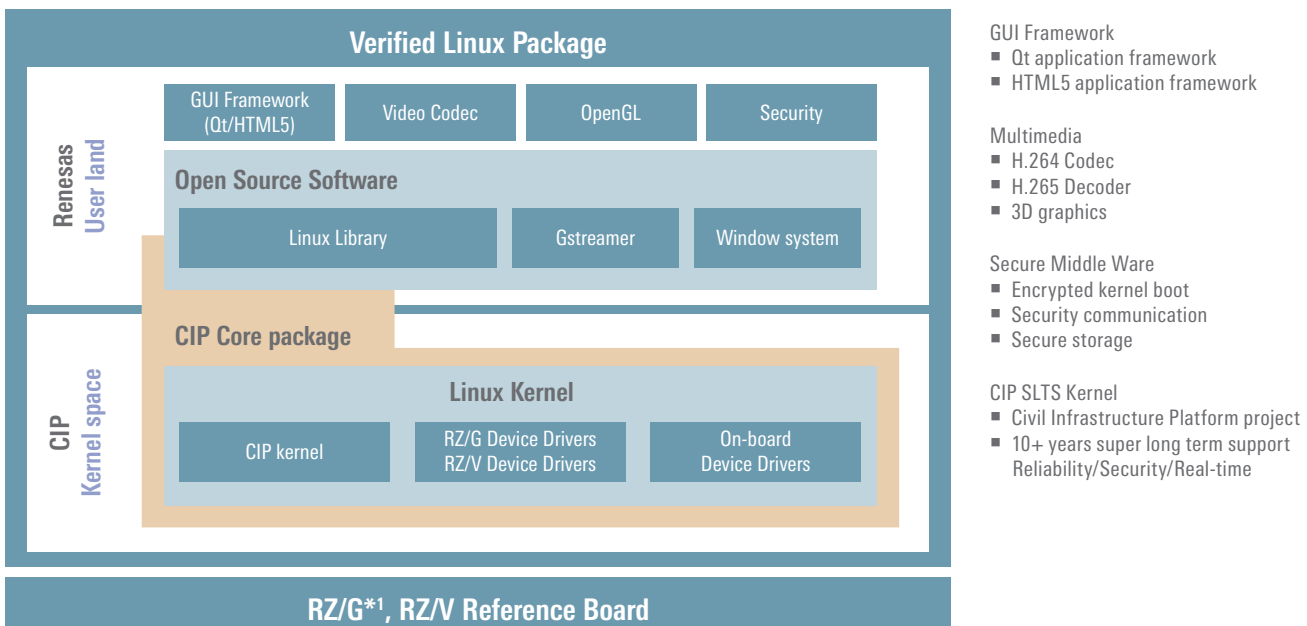 Verified Linux Package
Renesas
User land
GUI Framework
(Qt/HTML5)
Video Codec
OpenGL
Security
Open Source Software
Linux Library
Gstreamer
Window system
CIP
Kernel space
CIP Core package
Linux Kernel
CIP kernel
RZ/G Device Drivers
RZ/V Device Drivers
On-board
Device Drivers
RZ/G*1, RZ/V Reference Board
GUI Framework
■ Qt application framework
■ HTML5 application framework
Multimedia
■ H.264 Codec
■ H.265 Decoder
■ 3D graphics
Secure Middle Ware
■ Encrypted kernel boot
■ Security communication
■ Secure storage
CIP SLTS Kernel
■ Civil Infrastructure Platform project
■ 10+ years super long term support
Reliability/Security/Real-time